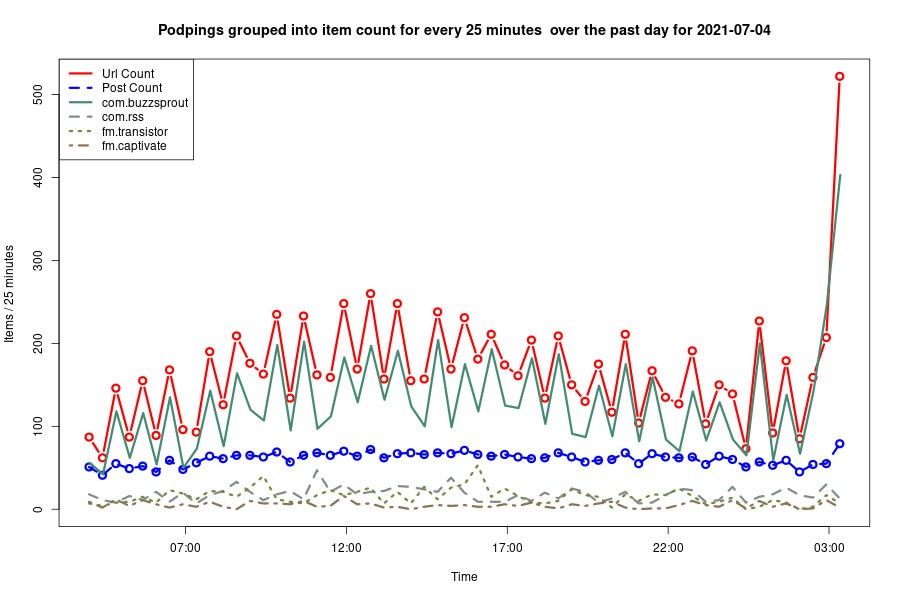 Podpings grouped into item count for every 25 minutes  over the past day for 2021-07-04
Url Count
Post Count
com.buzzsprout
com.rss
fm.transistor
fm.captivate
Items / 25 minutes
500
400
300
200
100
0
07:00 12:00 17:00 22:00 03:00
Time